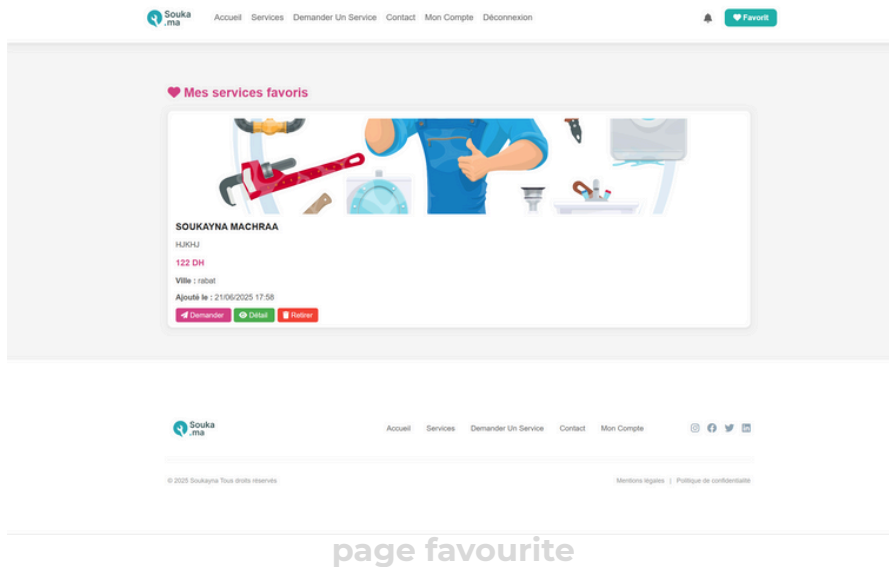 Souka
.ma
Accueil Services Demander Un Service Contact Mon Compte Déconnexion
Favorit
Mes services favoris
SOUKAYNA MACHRAA
HJKHJ
122 DH
Ville : rabat
Ajouté le : 21/06/2025 17:58
Demander Détail Retirer
Souka
.ma
Accueil Services Demander Un Service Contact Mon Compte
© 2025 Soukayna Tous droits réservés
Mentions légales | Politique de confidentialité
page favourite